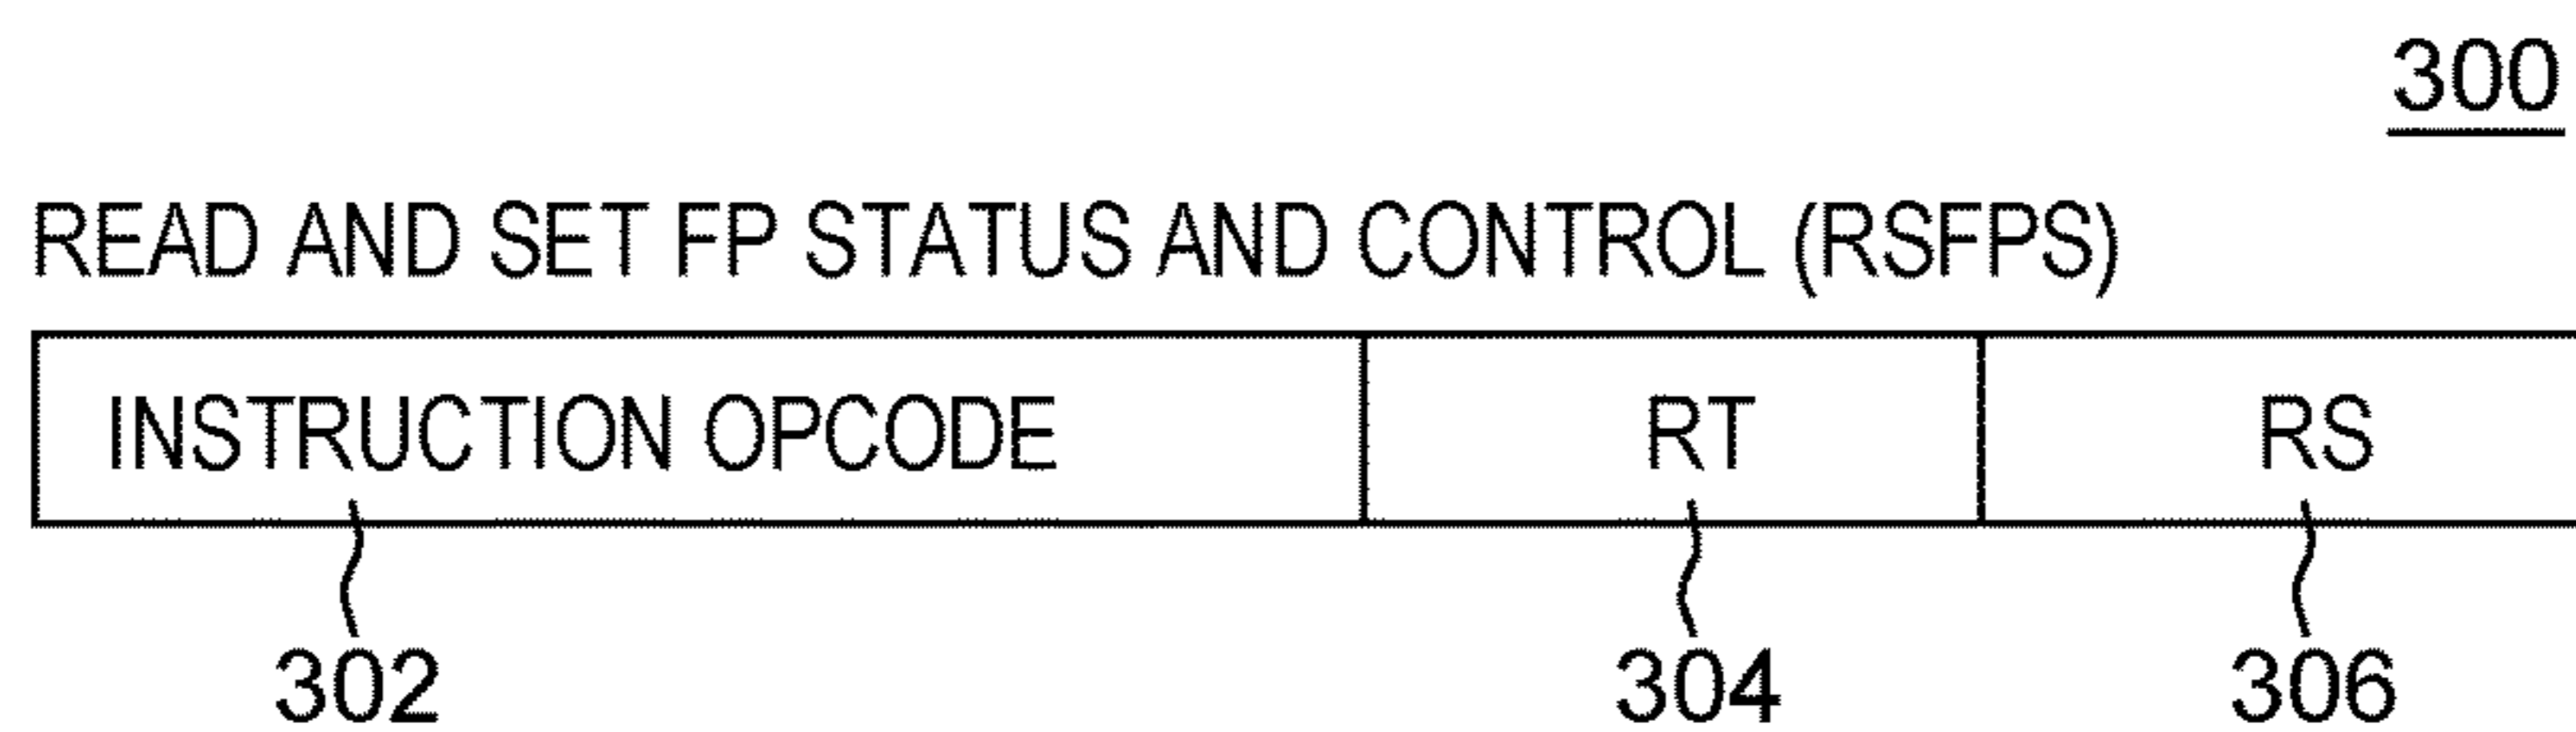 300
READ AND SET FP STATUS AND CONTROL (RSFPS)
INSTRUCTION OPCODE RT RS
302 304 306